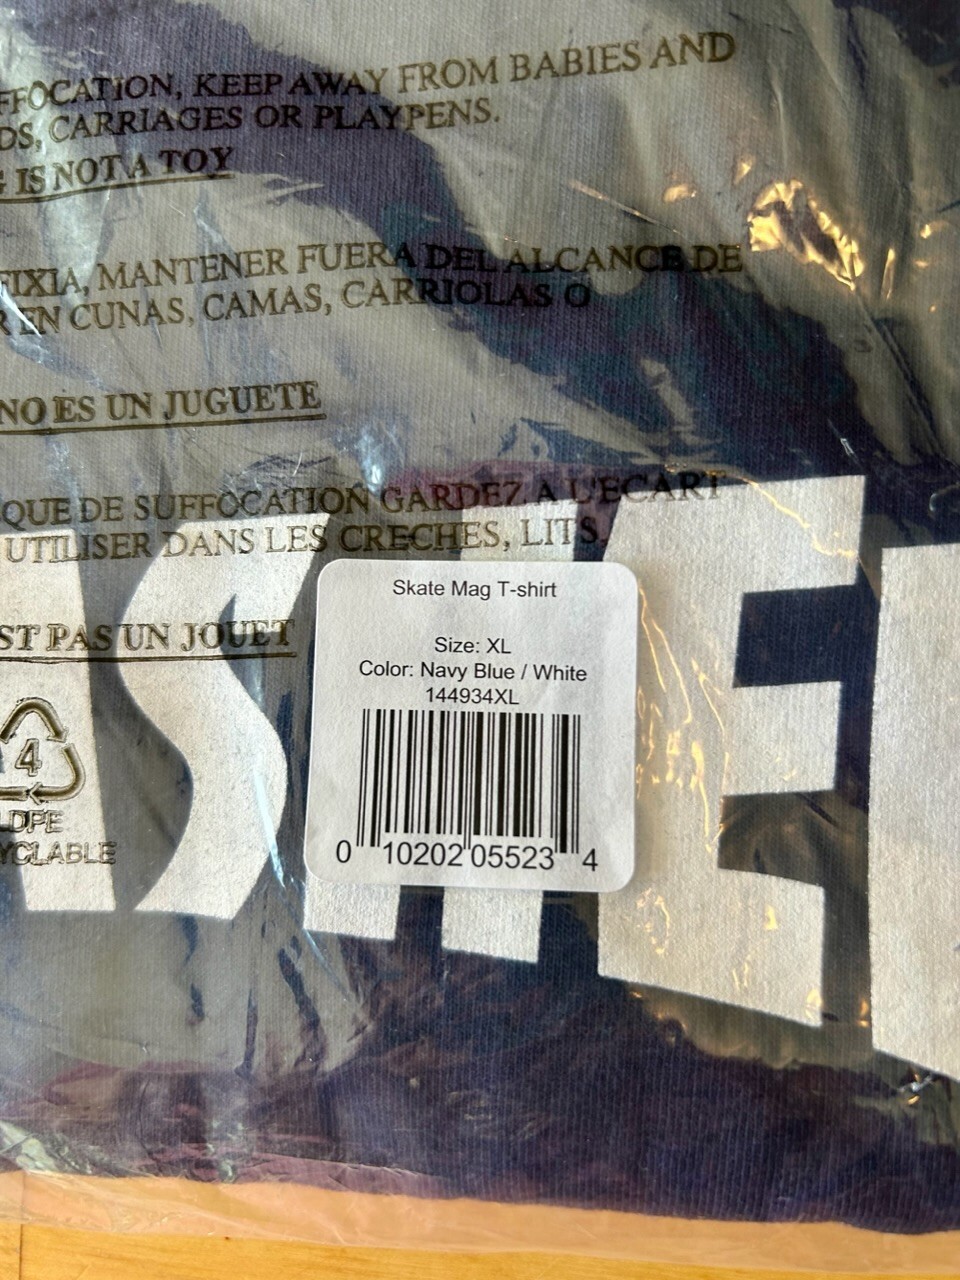 FFOCATION, KEEP AWAY FROM BABIES AND
DS, CARRIAGES OR PLAYPENS.
G IS NOT A TOY
FIXIA, MANTENER FUERA DEL ALCANCE DE
R EN CUNAS, CAMAS, CARRIOLAS O
NO ES UN JUGUETE
QUE DE SUFFOCATION GARDEZ A L'ECART
UTILISER DANS LES CRECHES, LITS,
ST PAS UN JOUET
4
LDPE
YCLABLE
ASHER
Skate Mag T-shirt
Size: XL
Color: Navy Blue / White
144934XL
0 10202 05523 4